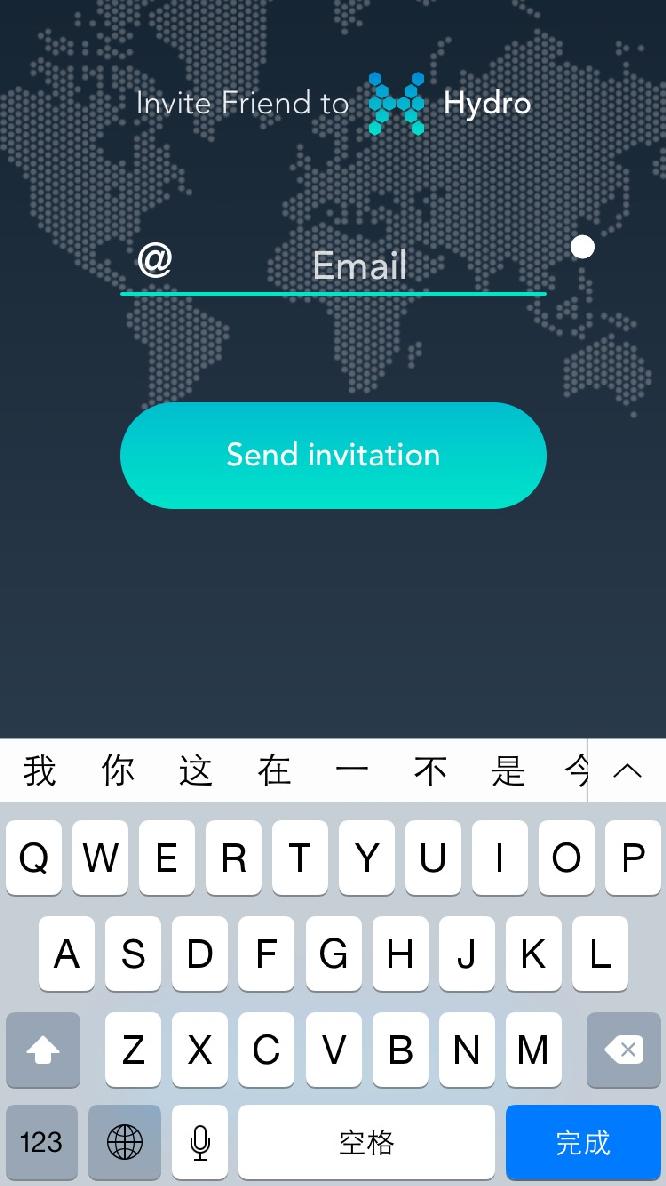 Invite Friend to Hydro
@ Email
Send invitation
我 你 这 在 一 不 是 今
Q W E R T Y U I O P
A S D F G H J K L
Z X C V B N M
123 空格 完成